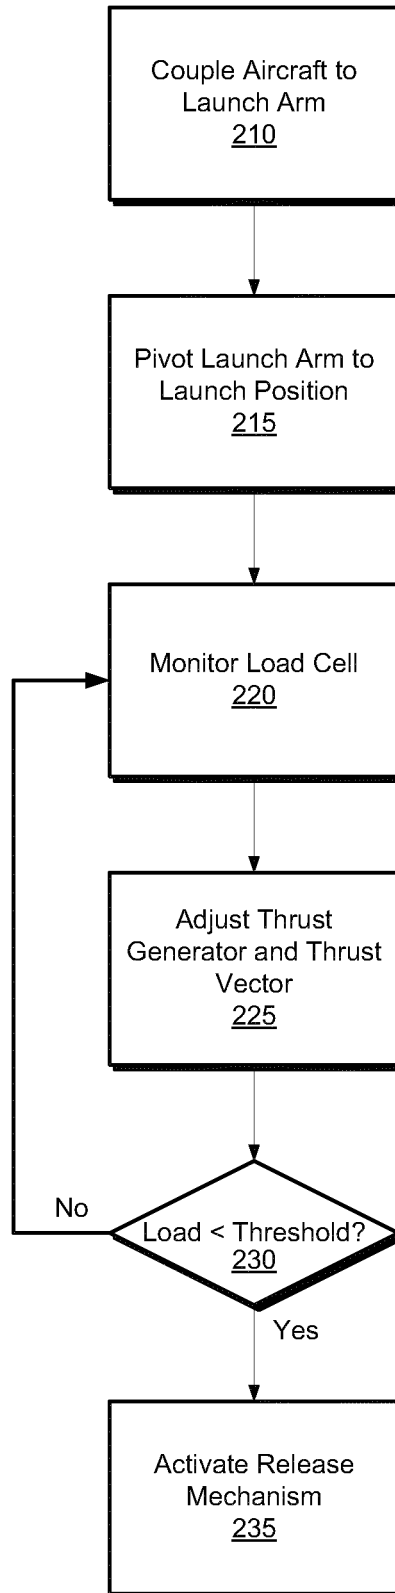 Couple Aircraft to
Launch Arm
210
Pivot Launch Arm to
Launch Position
215
Monitor Load Cell
220
Adjust Thrust
Generator and Thrust
Vector
225
No
Load < Threshold?
230
Yes
Activate Release
Mechanism
235